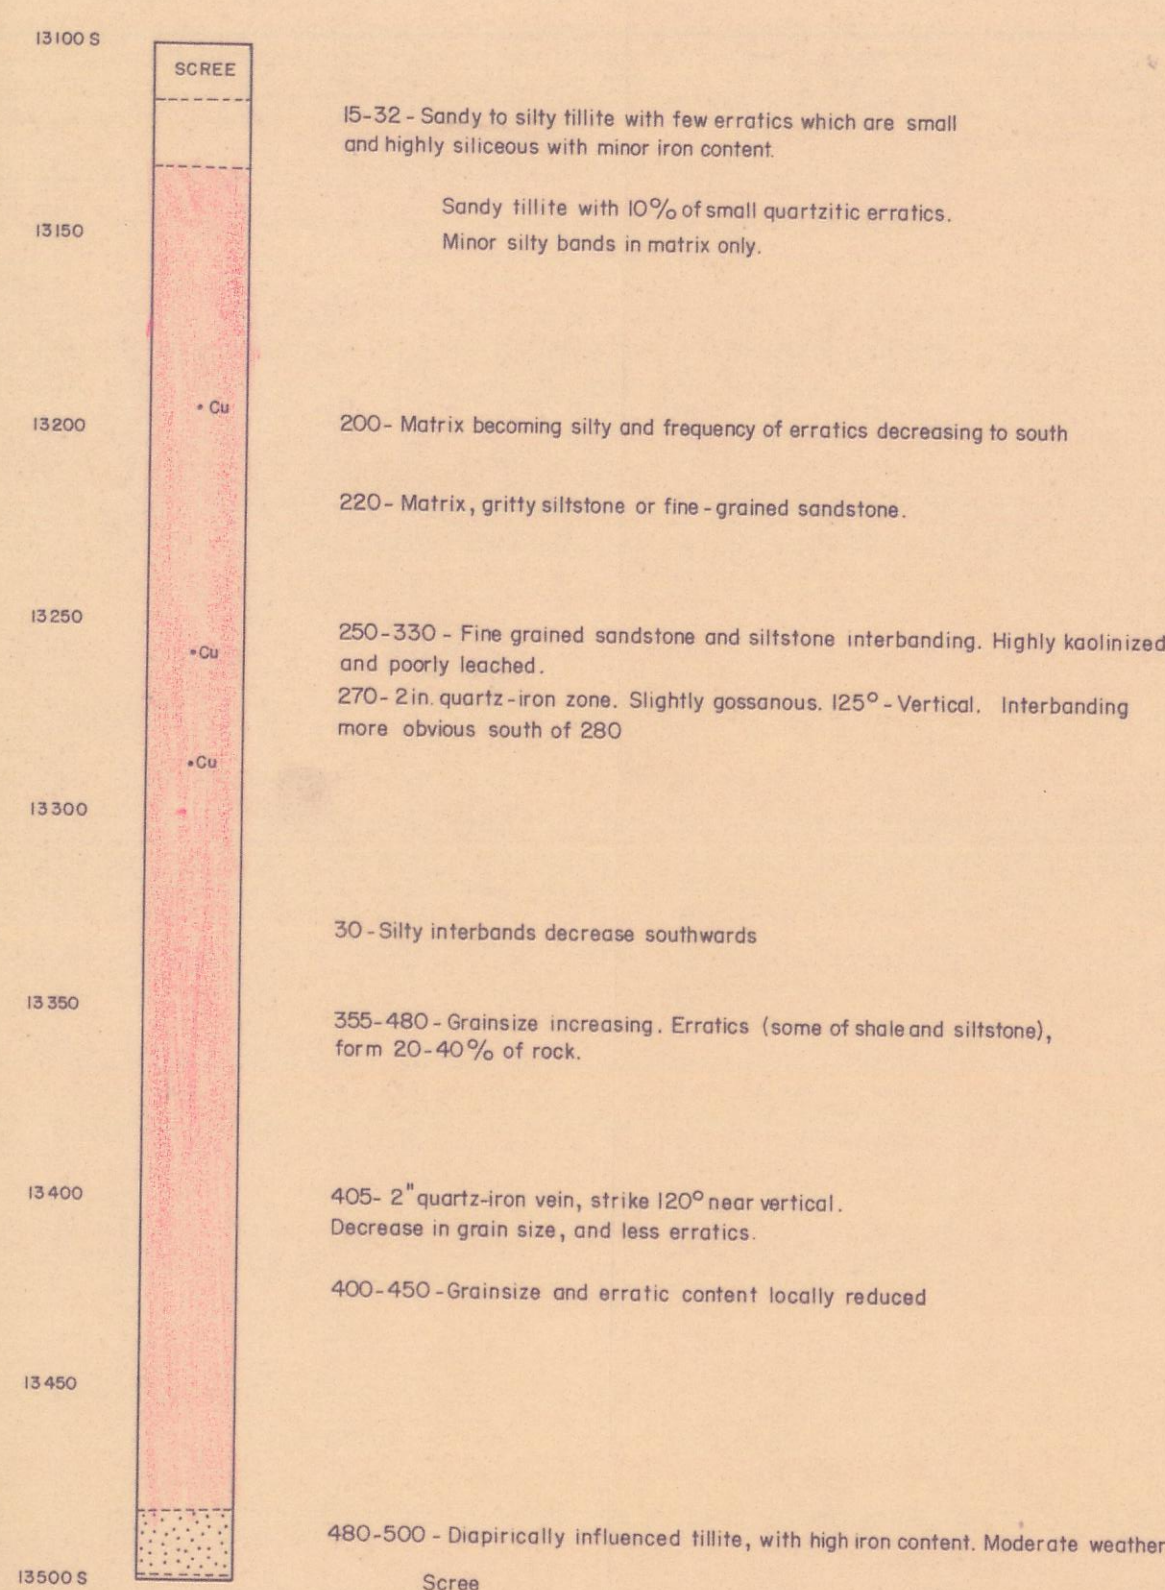 13100 S
SCREE
15-32 - Sandy to silty tillite with few erratics which are small
and highly siliceous with minor iron content.
Sandy tillite with 10% of small quartzitic erratics.
13150
Minor silty bands in matrix only.
• Cu
13200
200- Matrix becoming silty and frequency of erratics decreasing to south
220- Matrix, gritty siltstone or fine-grained sandstone.
13250
250-330 - Fine grained sandstone and siltstone interbanding. Highly kaolinized
•Cu
and poorly leached.
270- 2in. quartz-iron zone. Slightly gossanous. 125° - Vertical. Interbanding
more obvious south of 280
•Cu
13300
30 - Silty interbands decrease southwards
13350
355-480 - Grainsize increasing. Erratics (some of shale and siltstone),
form 20-40% of rock.
13400
405- 2" quartz-iron vein, strike 120° near vertical.
Decrease in grain size, and less erratics.
400-450 - Grainsize and erratic content locally reduced
13450
480-500 - Diapirically influenced tillite, with high iron content. Moderate weather
13500 S
Scree